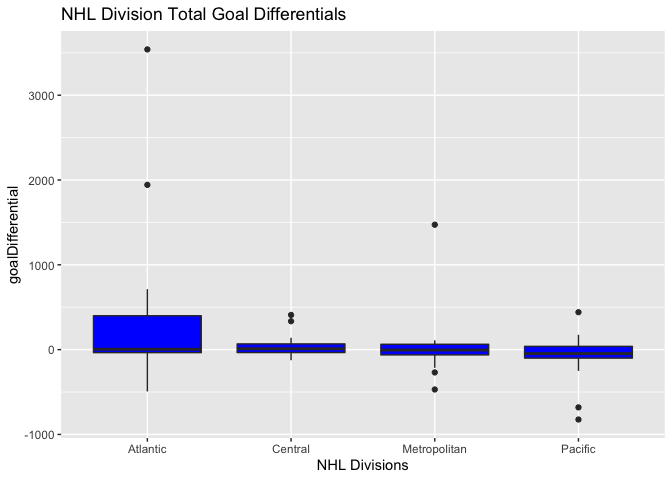 NHL Division Total Goal Differentials
goalDifferential
3000
2000
1000
0
-1000
Atlantic Central Metropolitan Pacific
NHL Divisions